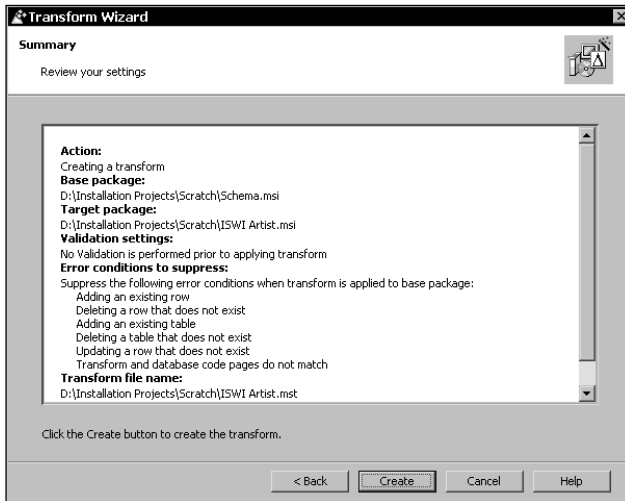 Transform Wizard
Summary
Review your settings
Action:
Creating a transform
Base package:
D:\Installation Projects\Scratch\Schema.msi
Target package:
D:\Installation Projects\Scratch\ISWI Artist.msi
Validation settings:
No Validation is performed prior to applying transform
Error conditions to suppress:
Suppress the following error conditions when transform is applied to base package:
Adding an existing row
Deleting a row that does not exist
Adding an existing table
Deleting a table that does not exist
Updating a row that does not exist
Transform and database code pages do not match
Transform file name:
D:\Installation Projects\Scratch\ISWI Artist.mst
Click the Create button to create the transform.
< Back Create Cancel Help